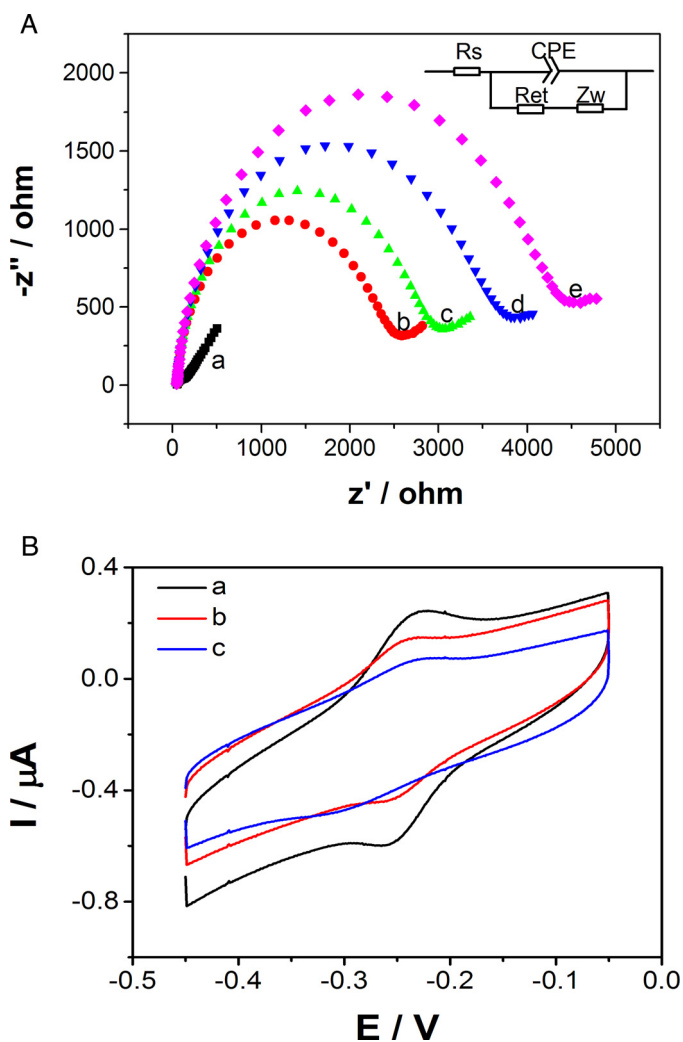 A
Rs CPE
Ret Zw
2000
1500
1000
500
0
a b c d e
0 1000 2000 3000 4000 5000
-z'' / ohm
z' / ohm
B
a
b
c
0.4
0.0
-0.4
-0.8
-0.5 -0.4 -0.3 -0.2 -0.1 0.0
I / μA
E / V